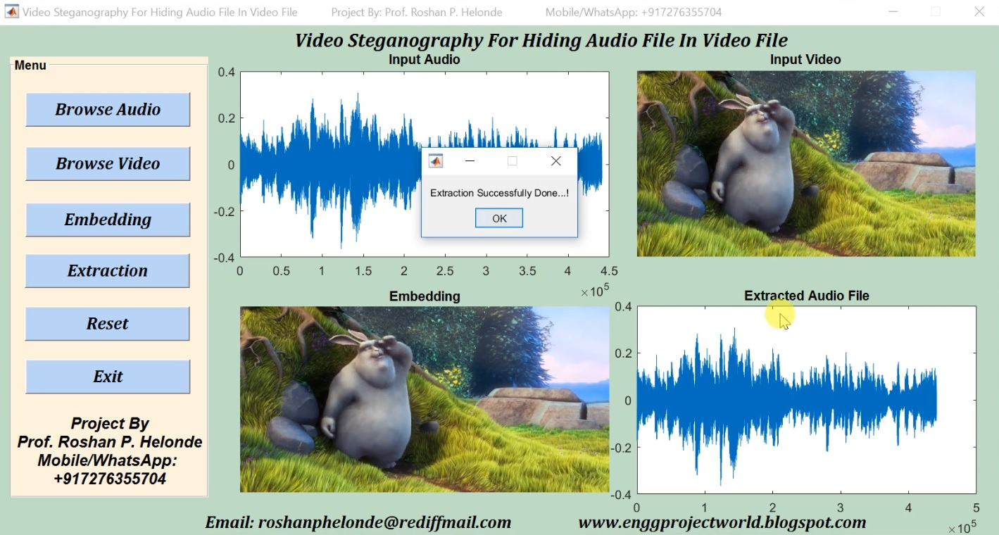 Video Steganography For Hiding Audio File In Video File Project By: Prof. Roshan P. Helonde Mobile/WhatsApp: +917276355704
Video Steganography For Hiding Audio File In Video File
Menu
Browse Audio
Browse Video
Embedding
Extraction
Reset
Exit
Project By
Prof. Roshan P. Helonde
Mobile/WhatsApp:
+917276355704
Input Audio
0.4
0.2
0
-0.2
-0.4
0 0.5 1 1.5 2 2.5 3 3.5 4 4.5
×10^5
Input Video
Extraction Successfully Done...!
OK
Embedding
Extracted Audio File
0.4
0.2
0
-0.2
-0.4
0 1 2 3 4 5
×10^5
Email: roshanphelonde@rediffmail.com www.enggprojectworld.blogspot.com